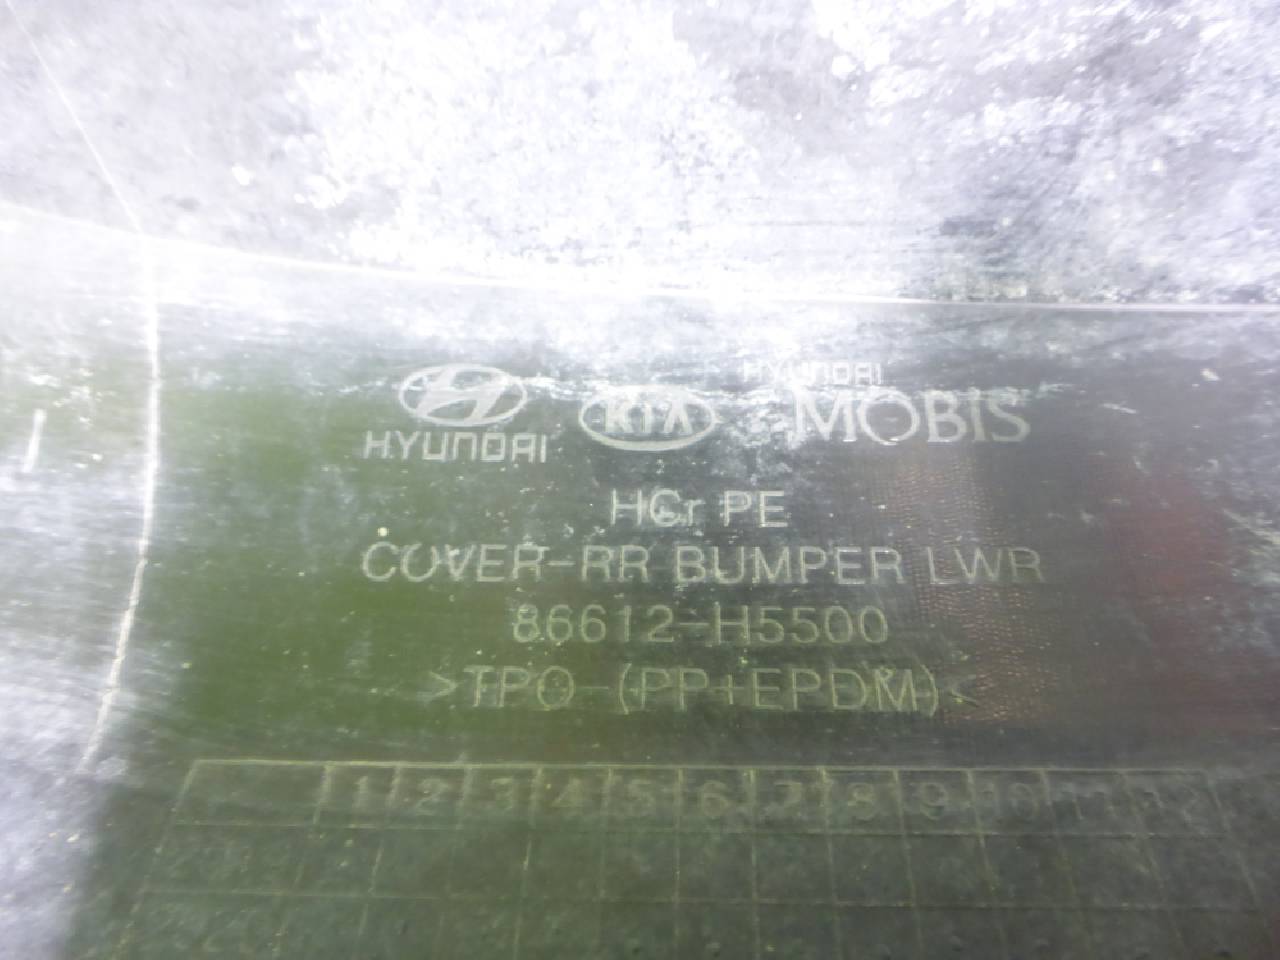 HYUNDAI
KIA
HYUNDAI
MOBIS
HCr PE
COVER-RR BUMPER LWR
86612-H5500
>TPO-(PP+EPDM)<
1 2 3 4 5 6 7 8 9 10 11 12